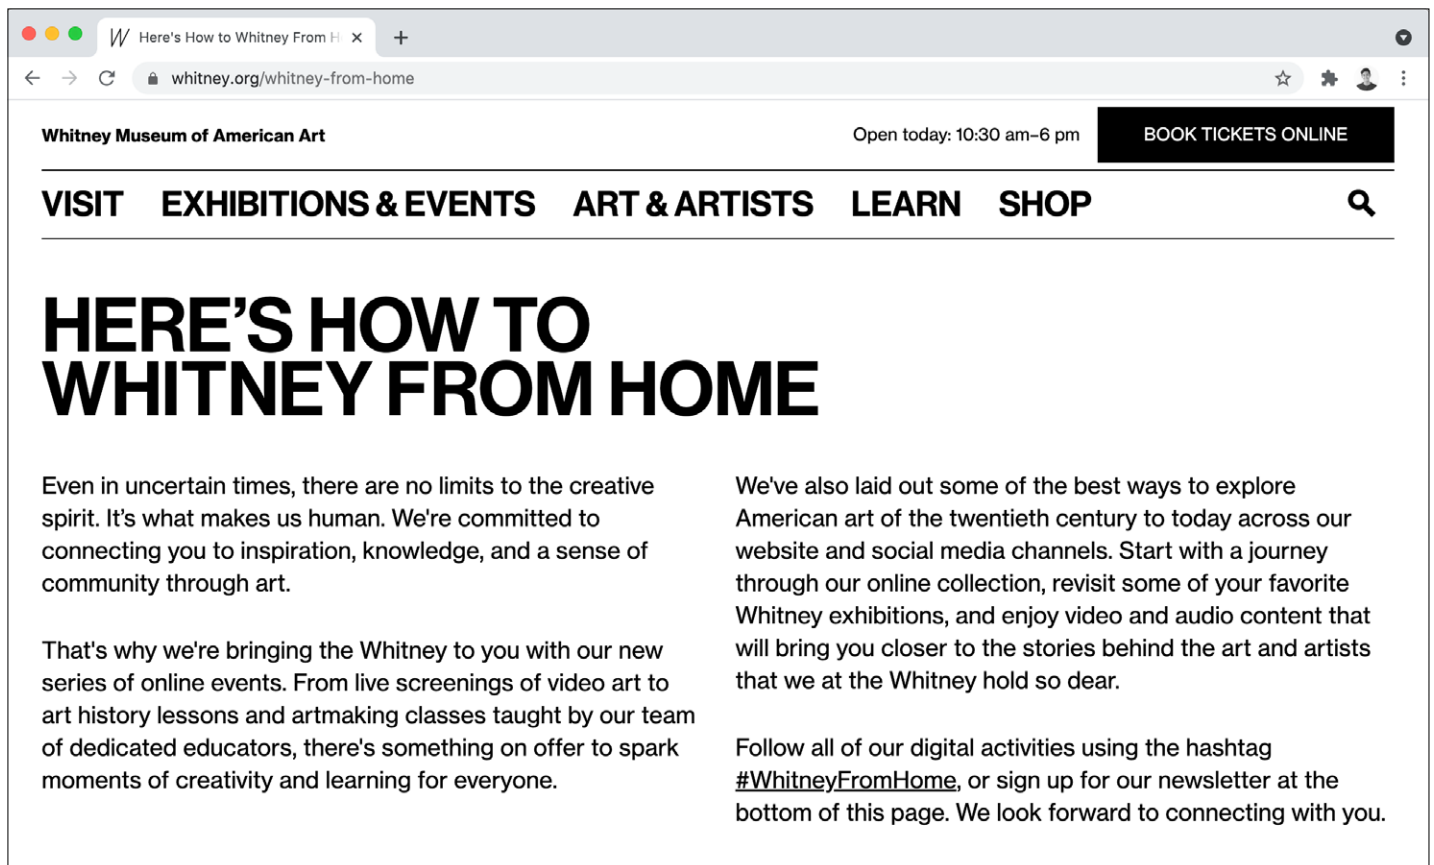 Here's How to Whitney From H
whitney.org/whitney-from-home
Whitney Museum of American Art
Open today: 10:30 am–6 pm
BOOK TICKETS ONLINE
VISIT EXHIBITIONS & EVENTS ART & ARTISTS LEARN SHOP
HERE’S HOW TO
WHITNEY FROM HOME
Even in uncertain times, there are no limits to the creative
spirit. It’s what makes us human. We're committed to
connecting you to inspiration, knowledge, and a sense of
community through art.
That's why we're bringing the Whitney to you with our new
series of online events. From live screenings of video art to
art history lessons and artmaking classes taught by our team
of dedicated educators, there's something on offer to spark
moments of creativity and learning for everyone.
We've also laid out some of the best ways to explore
American art of the twentieth century to today across our
website and social media channels. Start with a journey
through our online collection, revisit some of your favorite
Whitney exhibitions, and enjoy video and audio content that
will bring you closer to the stories behind the art and artists
that we at the Whitney hold so dear.
Follow all of our digital activities using the hashtag
#WhitneyFromHome, or sign up for our newsletter at the
bottom of this page. We look forward to connecting with you.